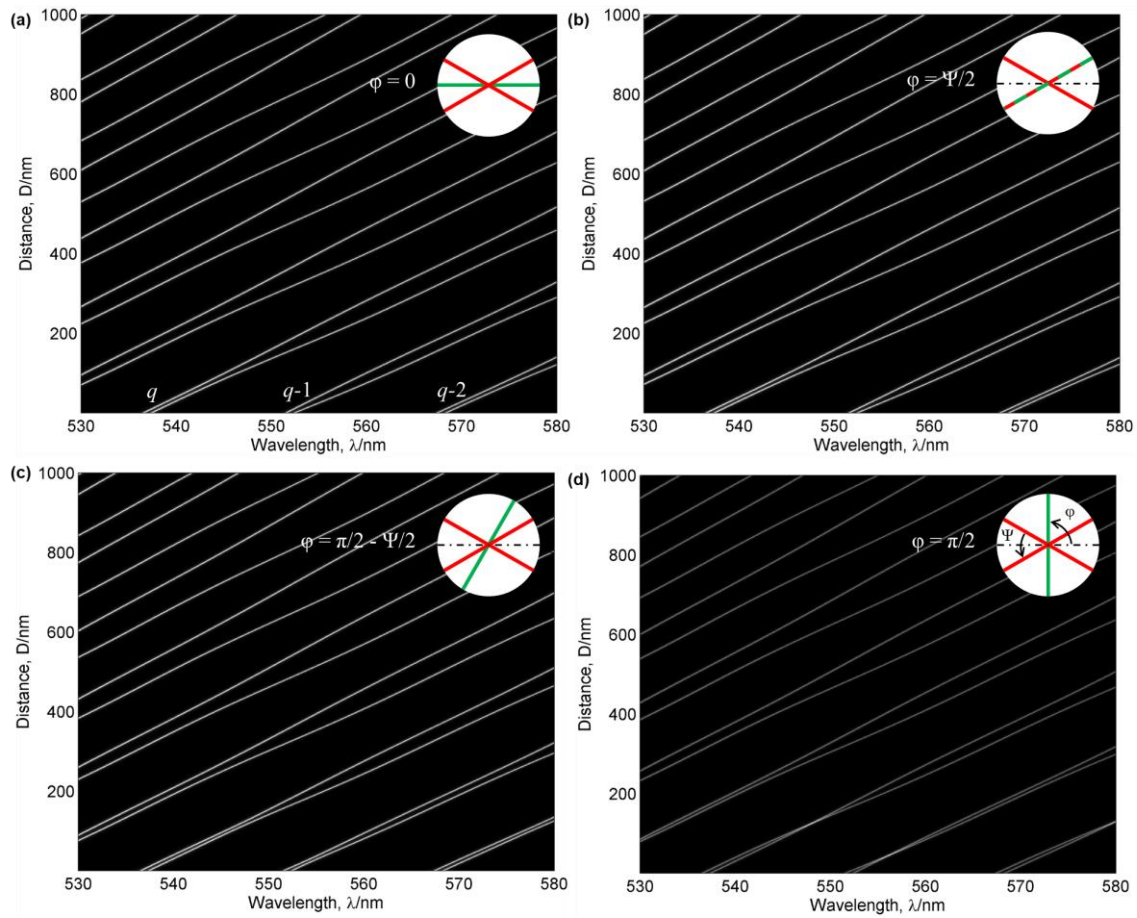 (a)
1000
800
600
400
200
Distance, D/nm
φ = 0
q
q-1
q-2
530 540 550 560 570 580
Wavelength, λ/nm
(b)
1000
800
600
400
200
Distance, D/nm
φ = Ψ/2
530 540 550 560 570 580
Wavelength, λ/nm
(c)
1000
800
600
400
200
Distance, D/nm
φ = π/2 - Ψ/2
530 540 550 560 570 580
Wavelength, λ/nm
(d)
1000
800
600
400
200
Distance, D/nm
φ = π/2
Ψ
φ
530 540 550 560 570 580
Wavelength, λ/nm